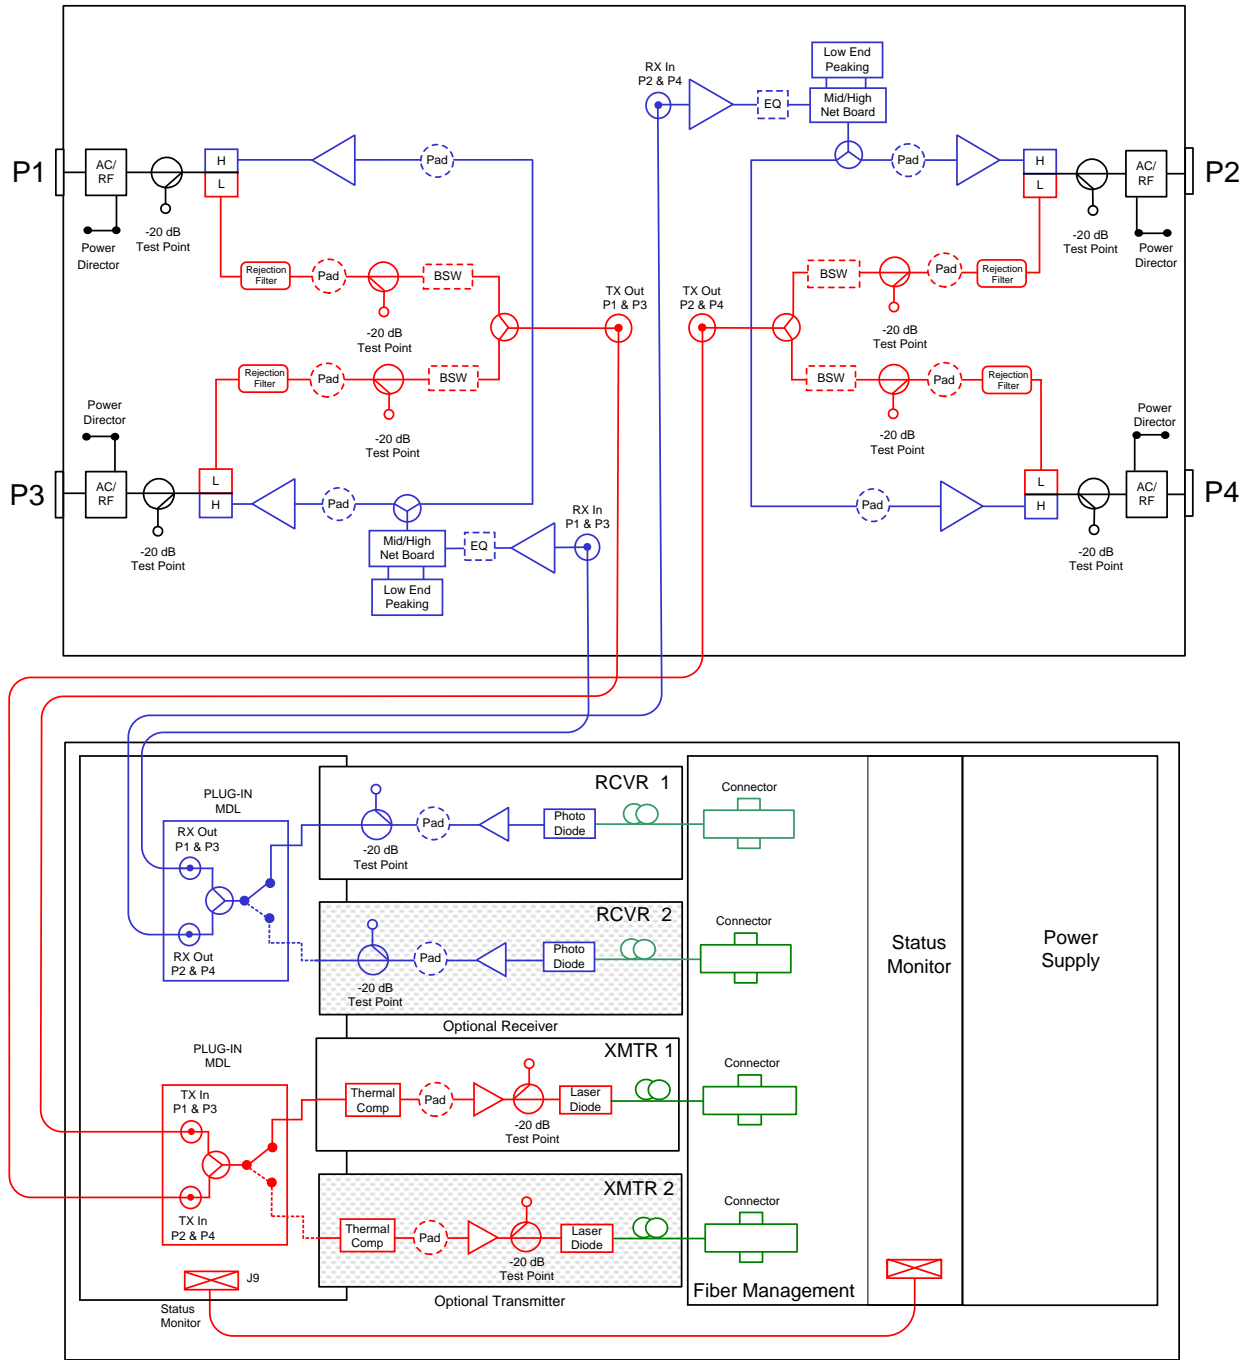 Low End
Peaking
RX In
P2 & P4
EQ
Mid/High
Net Board
P1
AC/
RF
H
L
Pad
Pad
H
L
AC/
RF
P2
-20 dB
Test Point
Power
Director
-20 dB
Test Point
Power
Director
Rejection
Filter
Pad
BSW
BSW
Pad
Rejection
Filter
TX Out
P1 & P3
TX Out
P2 & P4
-20 dB
Test Point
-20 dB
Test Point
Rejection
Filter
Pad
BSW
BSW
Pad
Rejection
Filter
Power
Director
-20 dB
Test Point
-20 dB
Test Point
Power
Director
P3
AC/
RF
L
H
Pad
RX In
P1 & P3
Pad
L
H
AC/
RF
P4
-20 dB
Test Point
Mid/High
Net Board
EQ
-20 dB
Test Point
Low End
Peaking
PLUG-IN
MDL
RX Out
P1 & P3
RX Out
P2 & P4
RCVR 1
-20 dB
Test Point
Pad
Photo
Diode
Connector
RCVR 2
-20 dB
Test Point
Pad
Photo
Diode
Connector
Optional Receiver
Status
Monitor
Power
Supply
PLUG-IN
MDL
TX In
P1 & P3
TX In
P2 & P4
XMTR 1
Thermal
Comp
Pad
-20 dB
Test Point
Laser
Diode
Connector
XMTR 2
Thermal
Comp
Pad
-20 dB
Test Point
Laser
Diode
Connector
Optional Transmitter
Fiber Management
J9
Status
Monitor